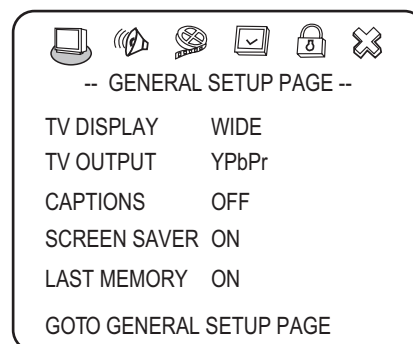 -- GENERAL SETUP PAGE --
TV DISPLAY WIDE
TV OUTPUT YPbPr
CAPTIONS OFF
SCREEN SAVER ON
LAST MEMORY ON
GOTO GENERAL SETUP PAGE